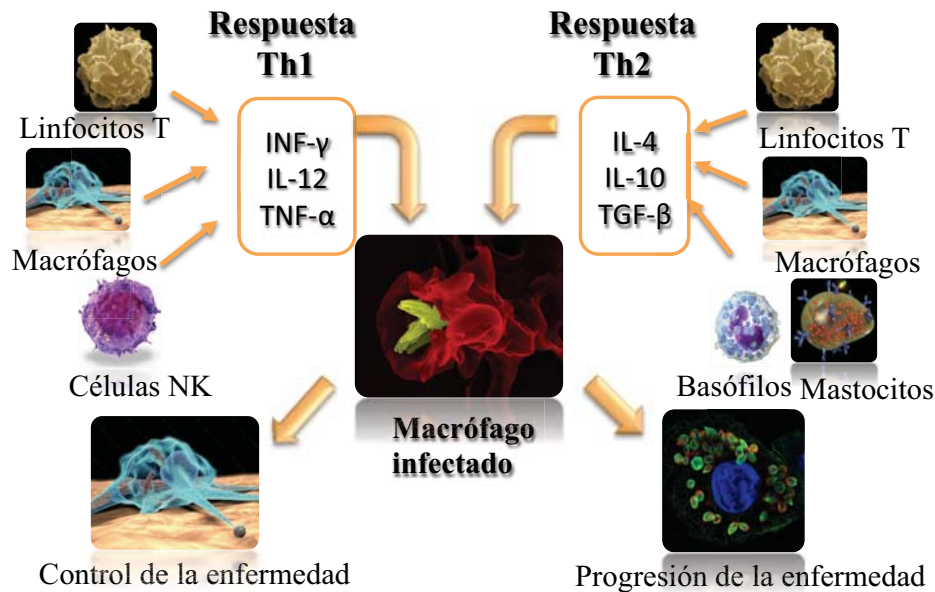 Respuesta
Th1
Linfocitos T
INF-γ
IL-12
TNF-α
Macrófagos
Células NK
Respuesta
Th2
IL-4
IL-10
TGF-β
Linfocitos T
Macrófagos
Basófilos
Mastocitos
Macrófago
infectado
Control de la enfermedad
Progresión de la enfermedad